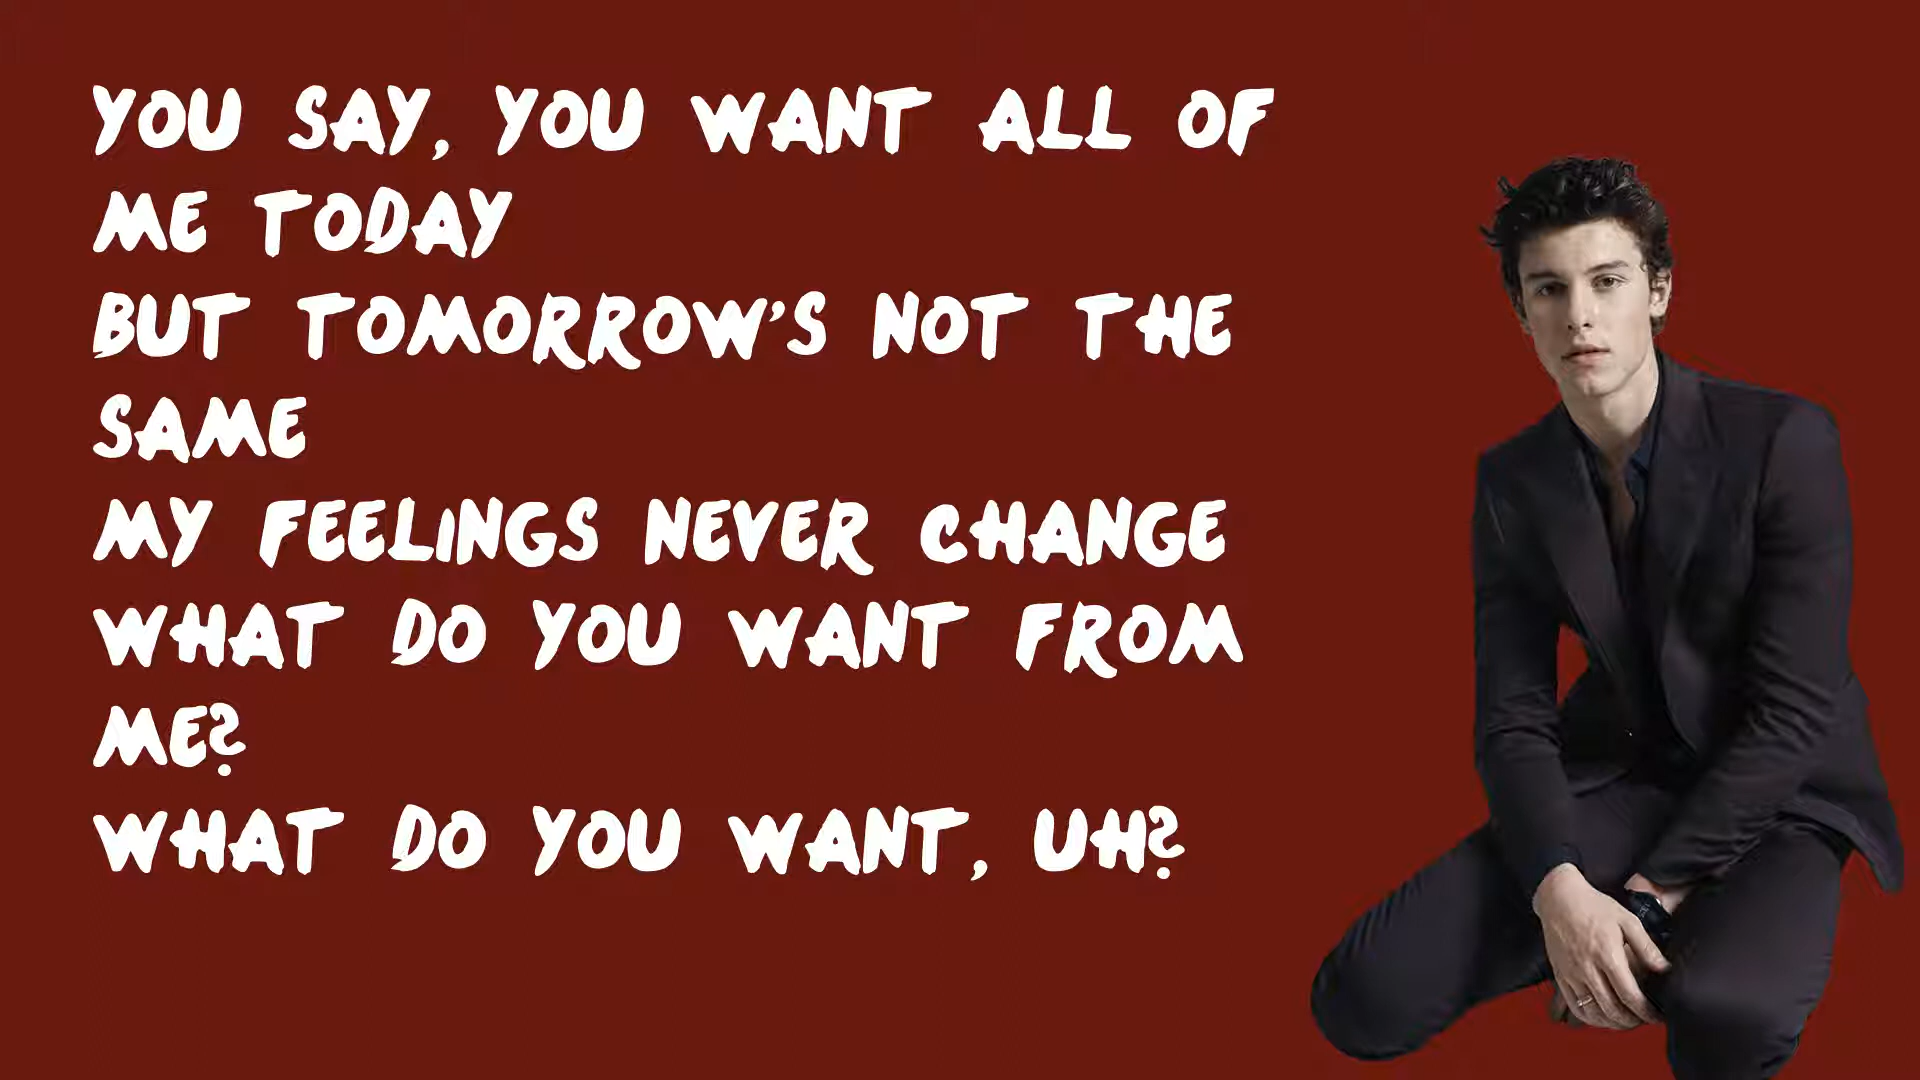 YOU SAY, YOU WANT ALL OF
ME TODAY
BUT TOMORROW'S NOT THE
SAME
MY FEELINGS NEVER CHANGE
WHAT DO YOU WANT FROM
ME?
WHAT DO YOU WANT, UH?